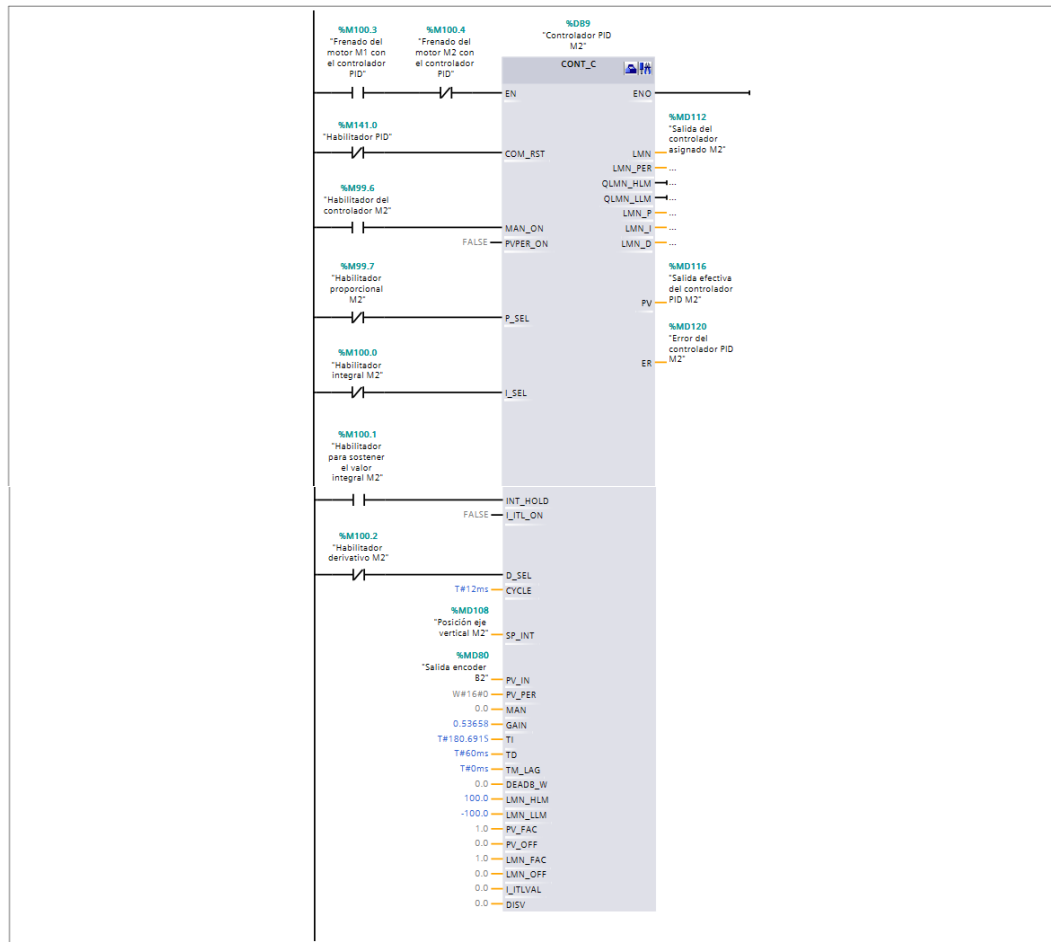 %M100.3
"Frenado del
motor M1 con
el controlador
PID"
%M100.4
"Frenado del
motor M2 con
el controlador
PID"
%DB9
"Controlador PID
M2"
CONT_C
EN
ENO
%M141.0
"Habilitador PID"
COM_RST
%MD112
"Salida del
controlador
asignado M2"
LMN
LMN_PER ...
QLMN_HLM ...
QLMN_LLM ...
LMN_P ...
LMN_I ...
LMN_D ...
%M99.6
"Habilitador del
controlador M2"
MAN_ON
FALSE PVPER_ON
%M99.7
"Habilitador
proporcional
M2"
P_SEL
%MD116
"Salida efectiva
del controlador
PID M2"
PV
%MD120
"Error del
controlador PID
M2"
ER
%M100.0
"Habilitador
integral M2"
I_SEL
%M100.1
"Habilitador
para sostener
el valor
integral M2"
INT_HOLD
FALSE I_ITL_ON
%M100.2
"Habilitador
derivativo M2"
D_SEL
T#12ms CYCLE
%MD108
"Posición eje
vertical M2"
SP_INT
%MD80
"Salida encoder
B2"
PV_IN
W#16#0 PV_PER
0.0 MAN
0.53658 GAIN
T#180.6915 TI
T#60ms TD
T#0ms TM_LAG
0.0 DEADB_W
100.0 LMN_HLM
-100.0 LMN_LLM
1.0 PV_FAC
0.0 PV_OFF
1.0 LMN_FAC
0.0 LMN_OFF
0.0 I_ITLVAL
0.0 DISV